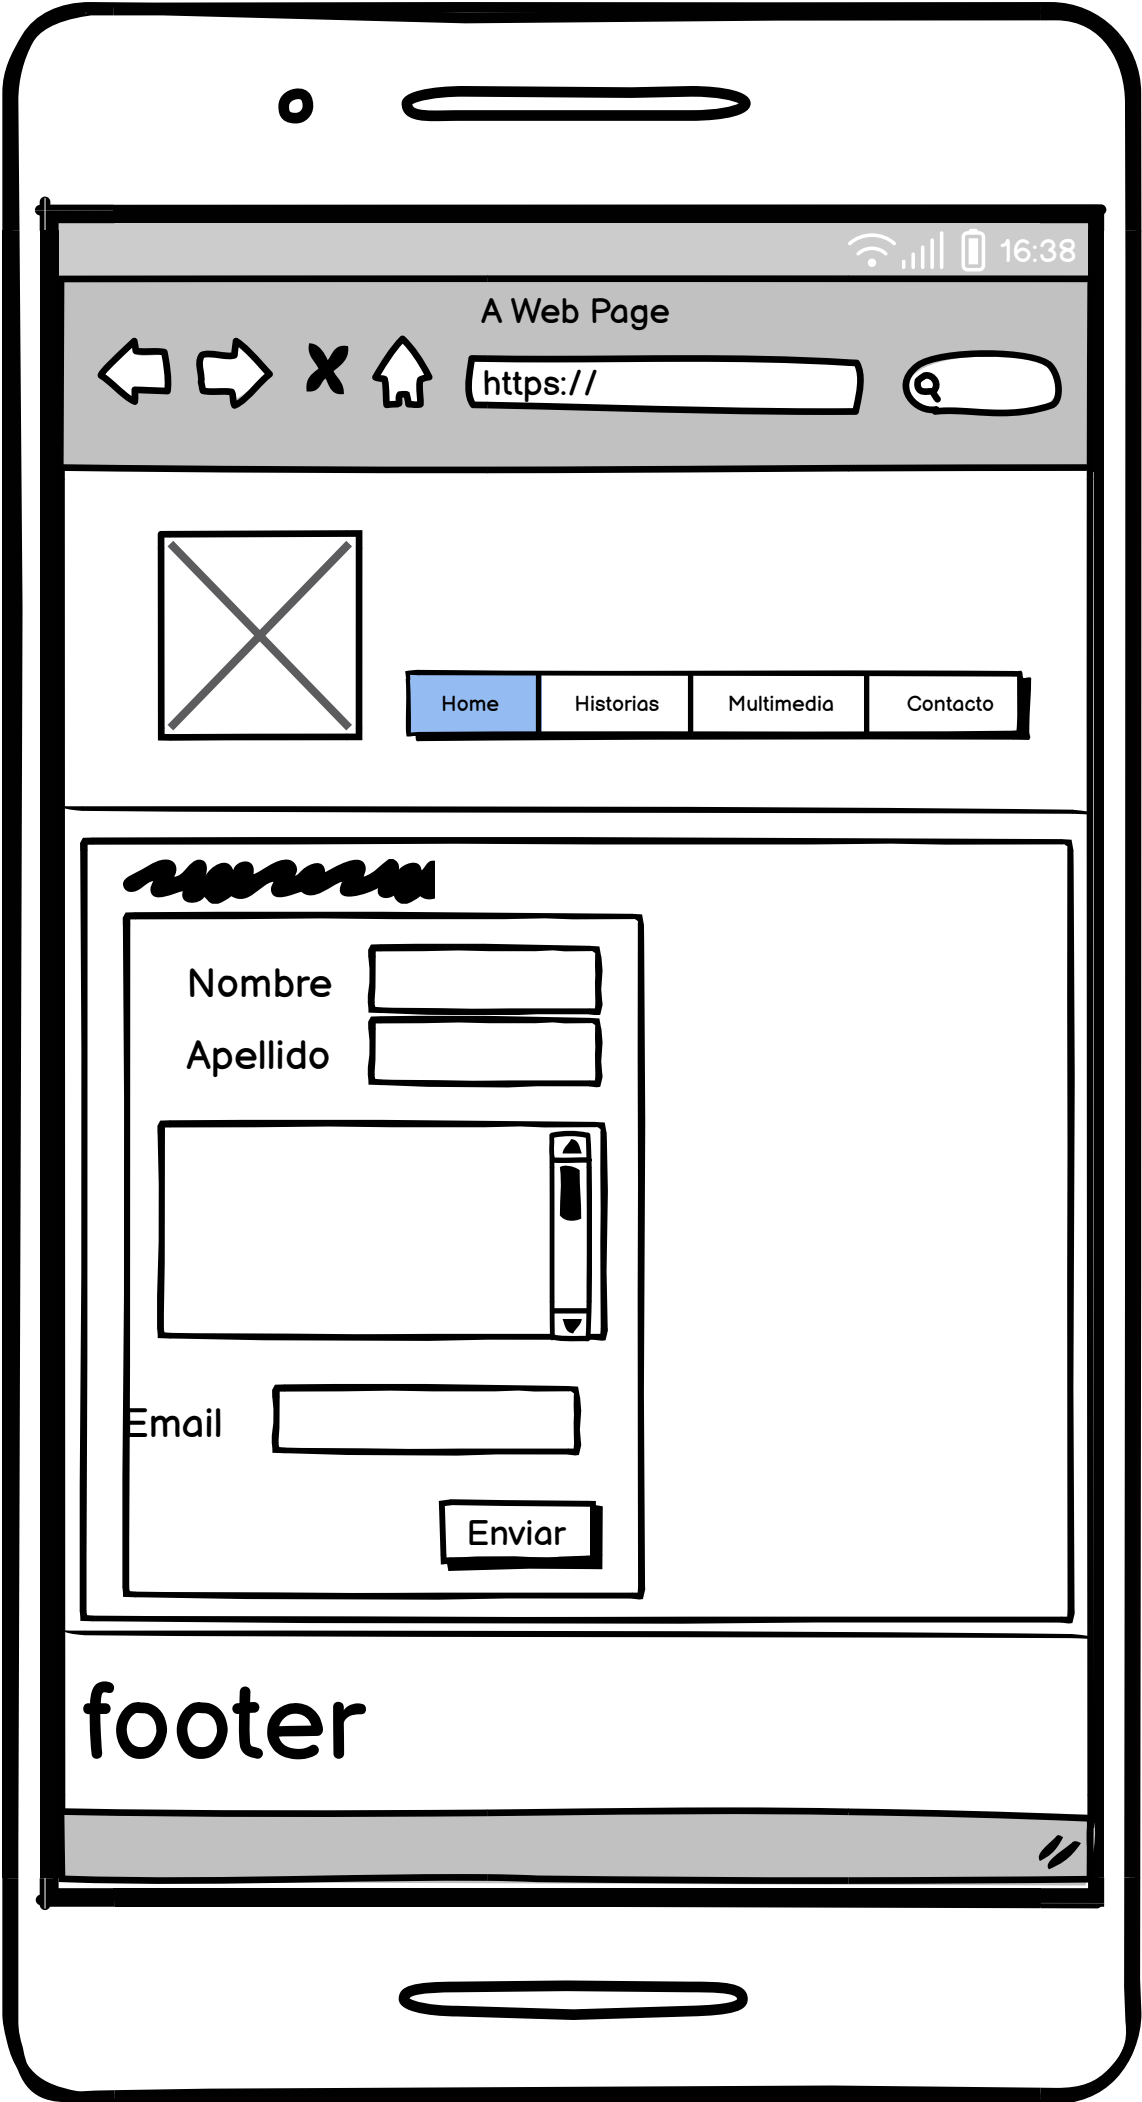 16:38
A Web Page
https://
Home Historias Multimedia Contacto
Nombre
Apellido
Email
Enviar
footer